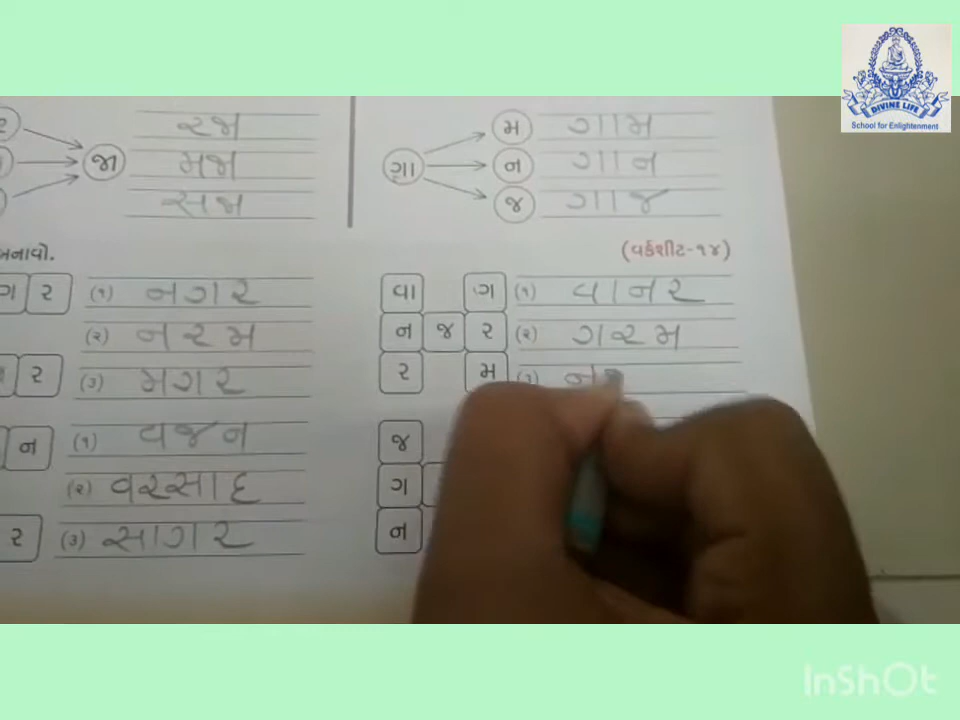 DIVINE LIFE
School for Enlightenment
ર
જા
રજા
મજા
સજા
ગા
મ
ન
જ
ગામ
ગાન
ગાજ
બનાવો.
(વર્કશીટ-૧૪)
ગ ર (૧) નગર
(૨) નરમ
ર (૩) મગર
વા ગ (૧) વાનર
ન જ ર (૨) ગરમ
ર મ (૩) ન
ન (૧) વજન
(૨) વરસાદ
ર (૩) સાગર
જ
ગ
ન
InShOt